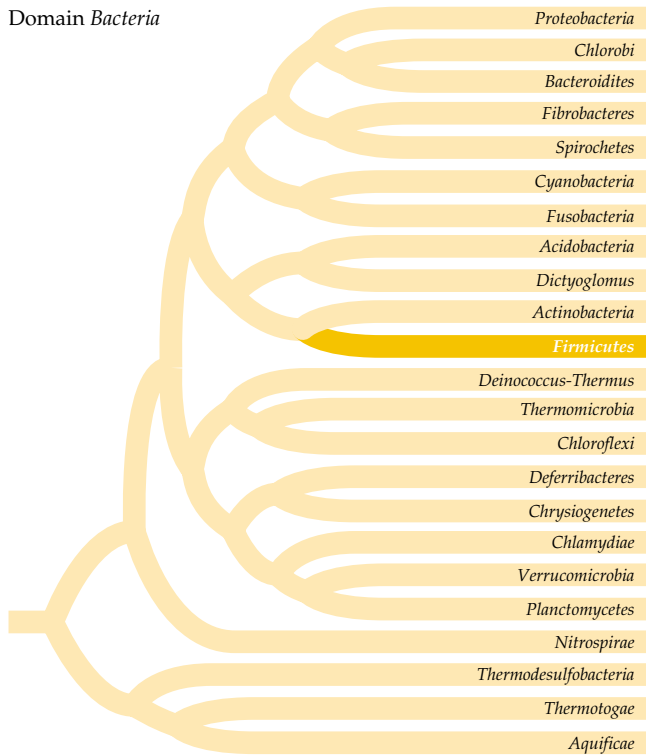 Domain Bacteria
Proteobacteria
Chlorobi
Bacteroidites
Fibrobacteres
Spirochetes
Cyanobacteria
Fusobacteria
Acidobacteria
Dictyoglomus
Actinobacteria
Firmicutes
Deinococcus-Thermus
Thermomicrobia
Chloroflexi
Deferribacteres
Chrysiogenetes
Chlamydiae
Verrucomicrobia
Planctomycetes
Nitrospirae
Thermodesulfobacteria
Thermotogae
Aquificae